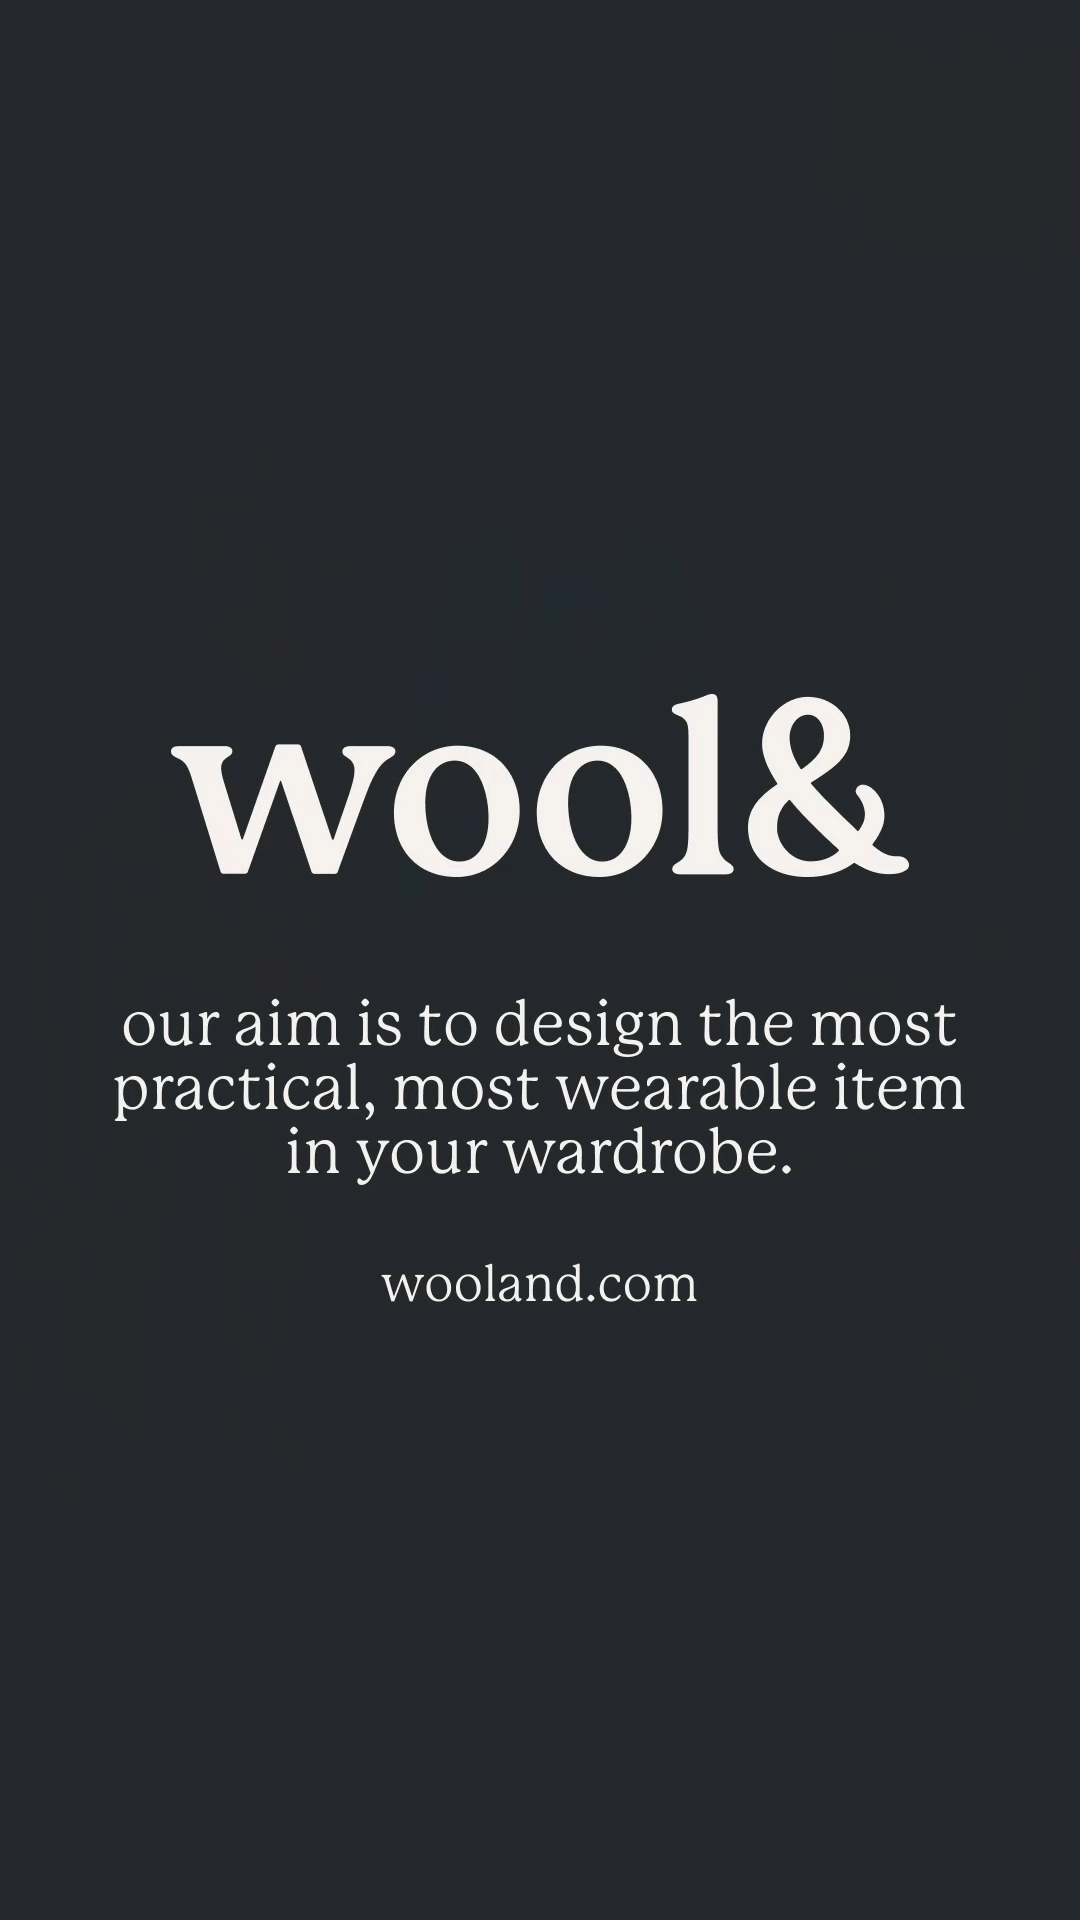 wool&
our aim is to design the most
practical, most wearable item
in your wardrobe.
wooland.com